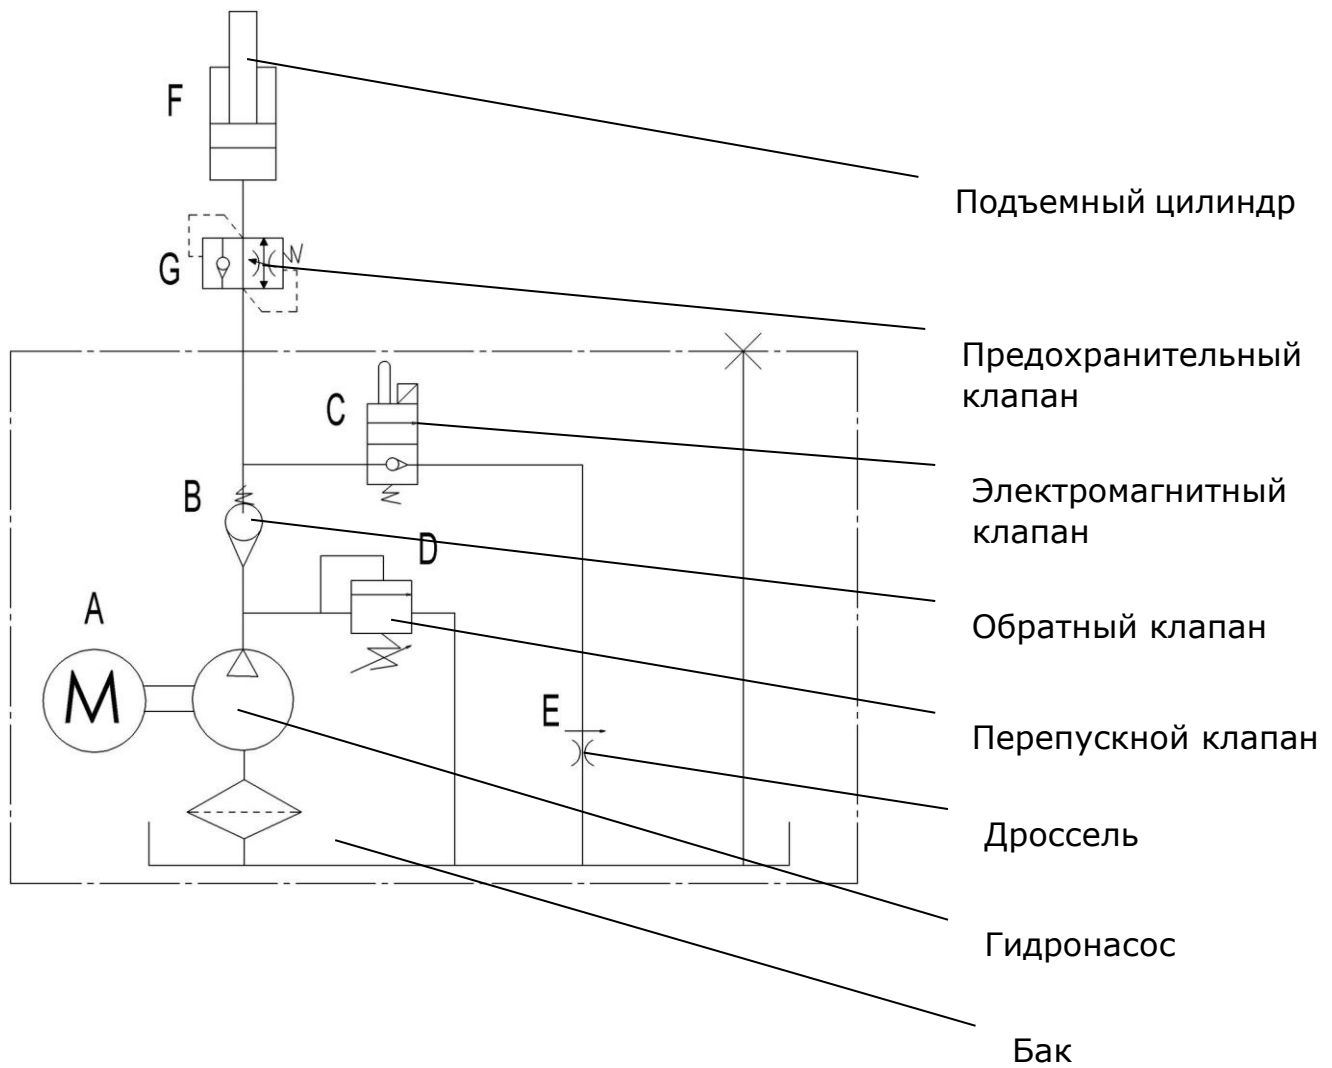 F
Подъемный цилиндр
G
Предохранительный
клапан
C
Электромагнитный
клапан
B
D
Обратный клапан
A
M
E
Перепускной клапан
Дроссель
Гидронасос
Бак